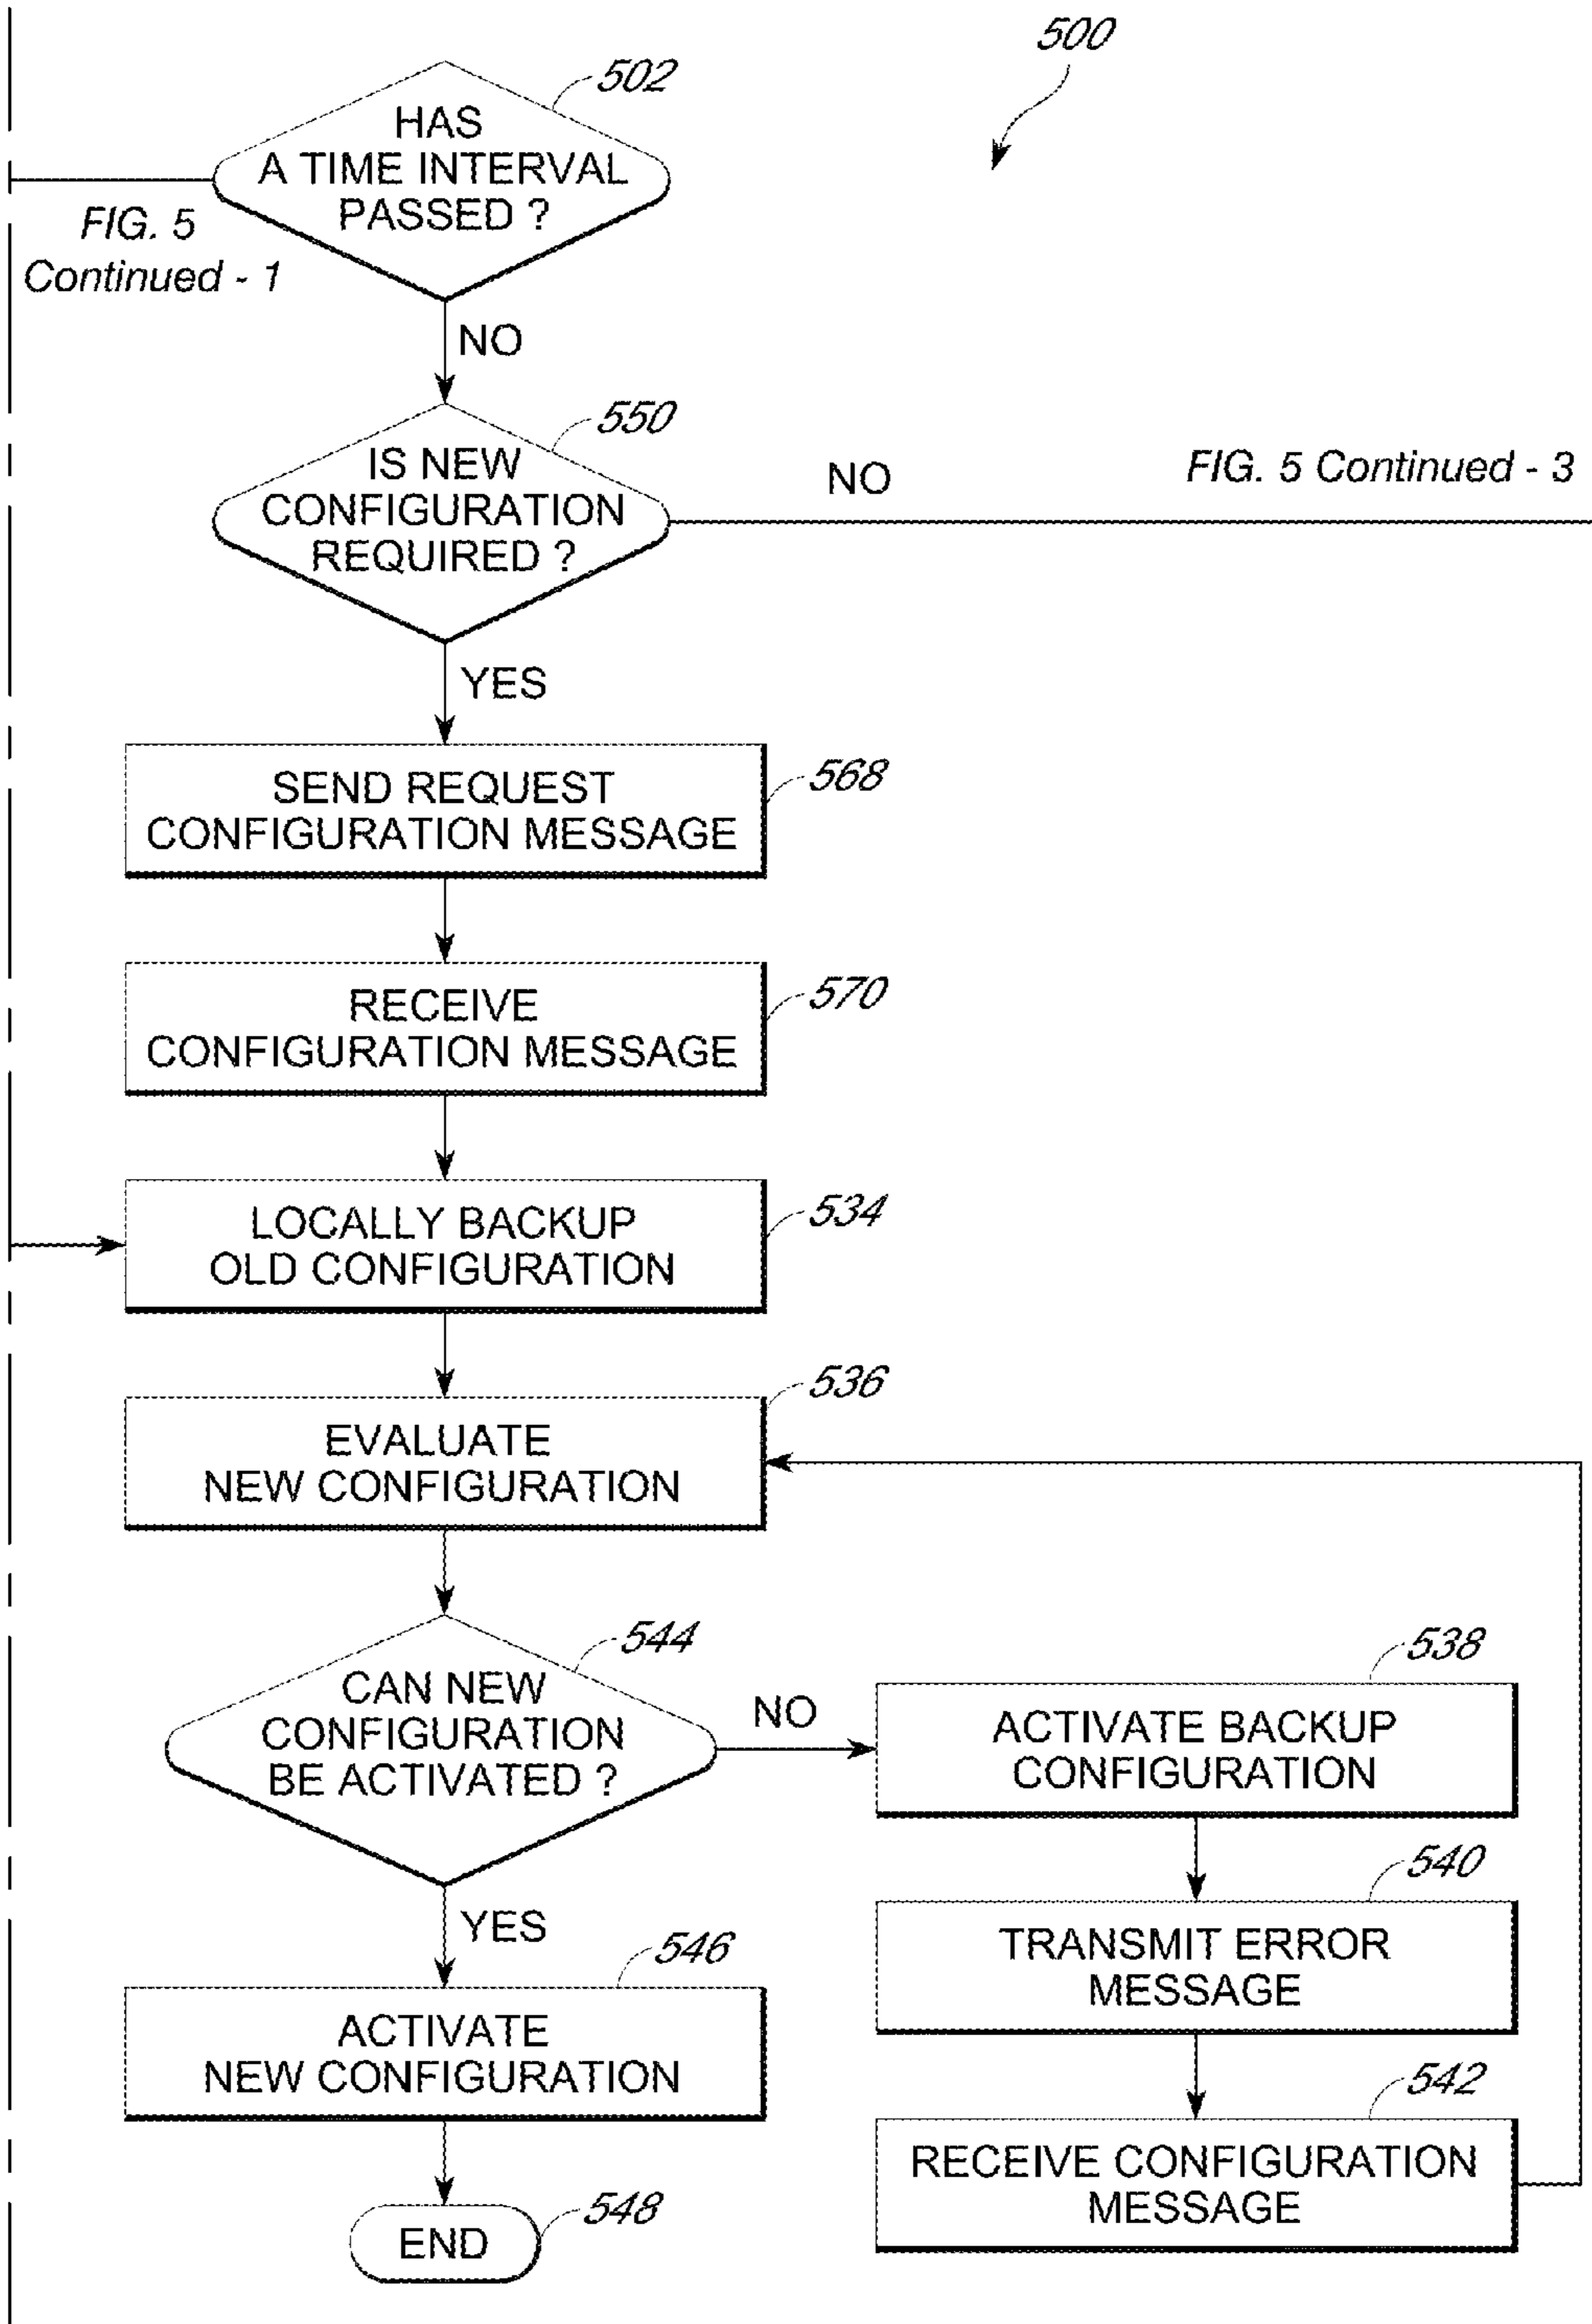 500
502
HAS
A TIME INTERVAL
PASSED ?
FIG. 5
Continued - 1
NO
550
IS NEW
CONFIGURATION
REQUIRED ?
NO
FIG. 5 Continued - 3
YES
568
SEND REQUEST
CONFIGURATION MESSAGE
570
RECEIVE
CONFIGURATION MESSAGE
534
LOCALLY BACKUP
OLD CONFIGURATION
536
EVALUATE
NEW CONFIGURATION
544
CAN NEW
CONFIGURATION
BE ACTIVATED ?
NO
538
ACTIVATE BACKUP
CONFIGURATION
540
TRANSMIT ERROR
MESSAGE
YES
546
ACTIVATE
NEW CONFIGURATION
542
RECEIVE CONFIGURATION
MESSAGE
END
548